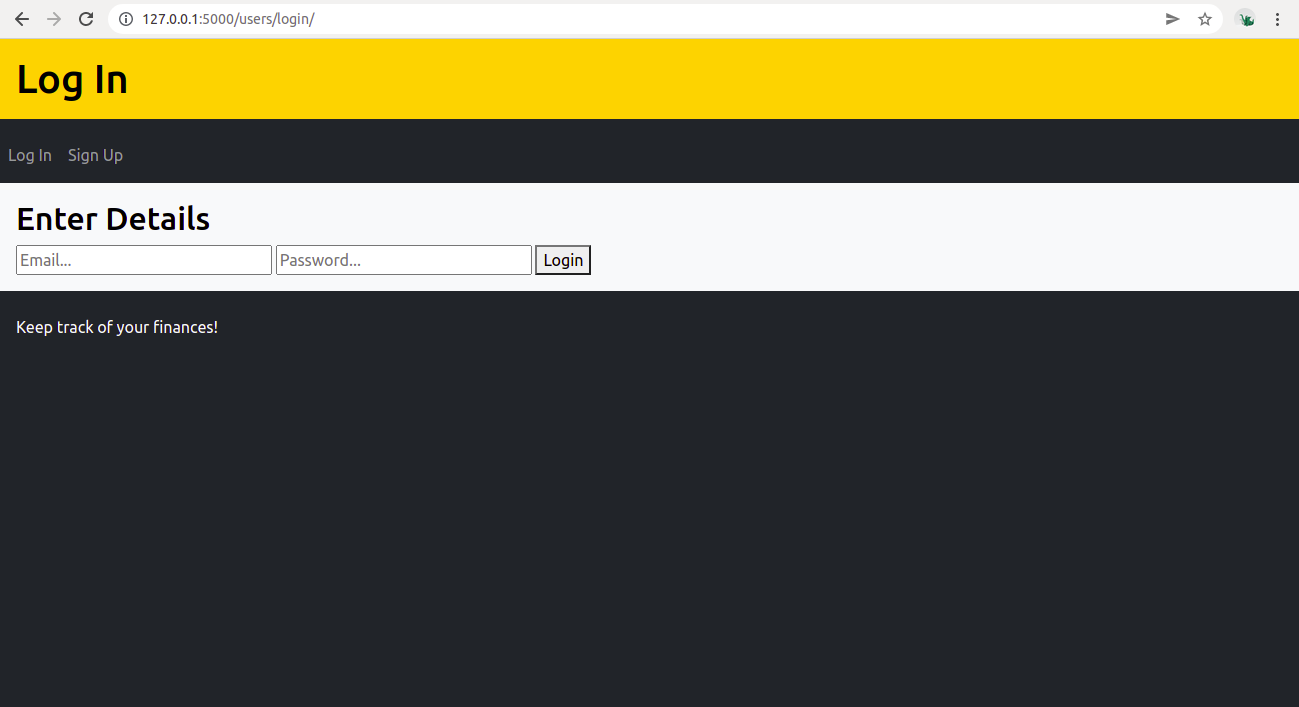 127.0.0.1:5000/users/login/
Log In
Log In Sign Up
Enter Details
Email... Password... Login
Keep track of your finances!